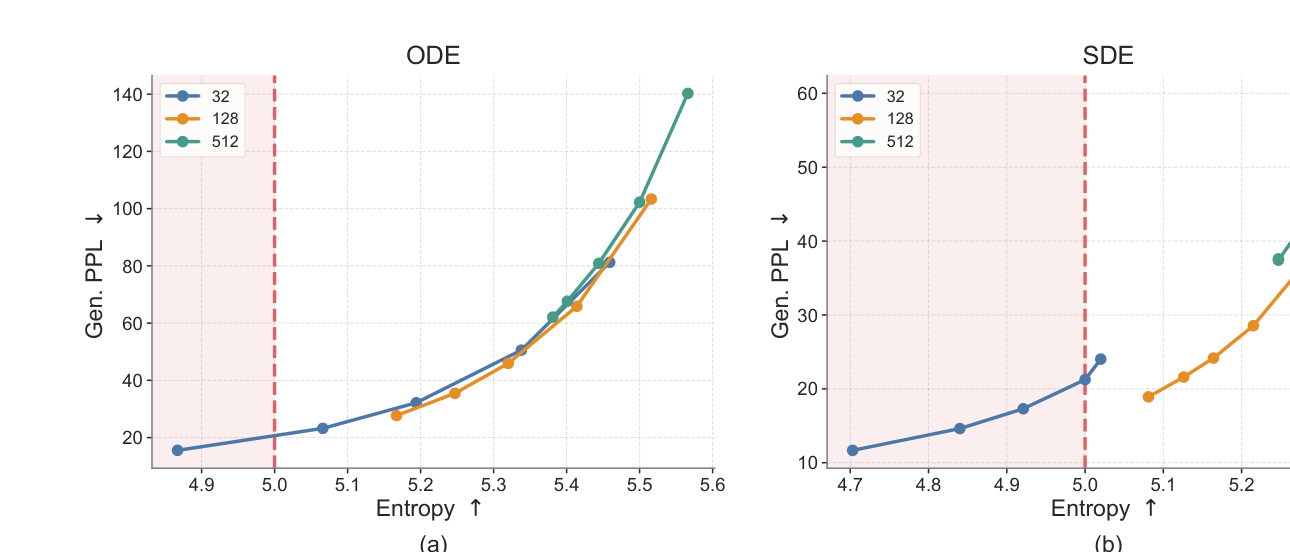 ODE
140
120
100
80
60
40
20
Gen. PPL ↓
32
128
512
4.9 5.0 5.1 5.2 5.3 5.4 5.5 5.6
Entropy ↑
(a)
SDE
60
50
40
30
20
10
Gen. PPL ↓
32
128
512
4.7 4.8 4.9 5.0 5.1 5.2
Entropy ↑
(b)